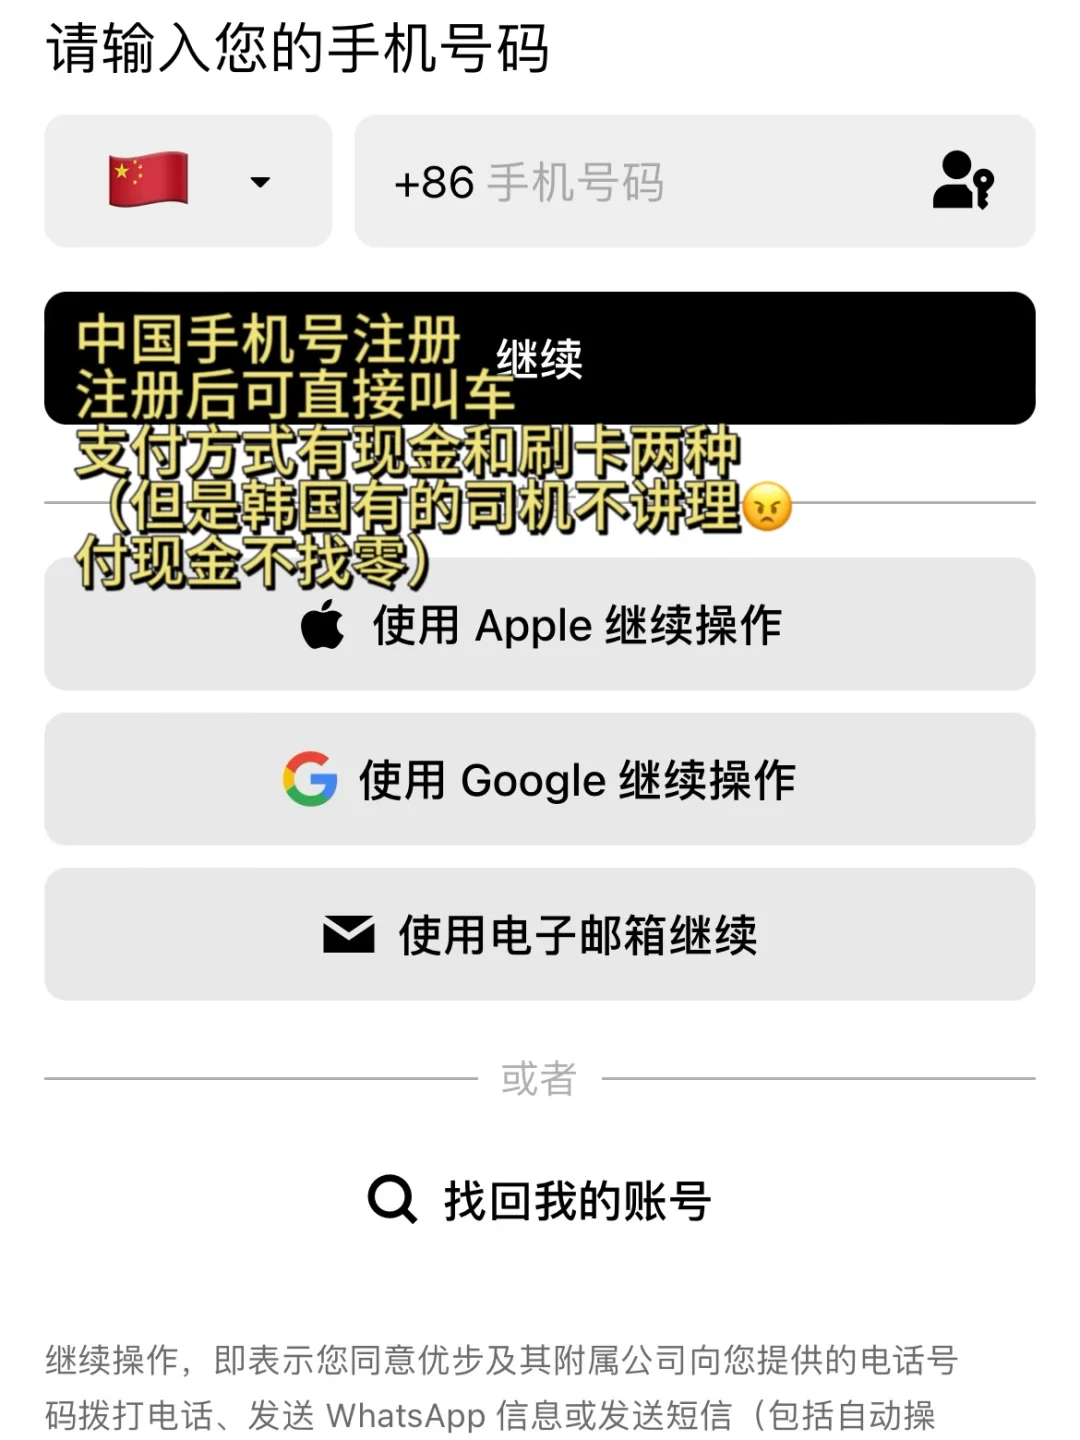 请输入您的手机号码
+86 手机号码
继续
中国手机号注册
注册后可直接叫车
支付方式有现金和刷卡两种
（但是韩国有的司机不讲理😠
付现金不找零）
使用 Apple 继续操作
使用 Google 继续操作
使用电子邮箱继续
或者
找回我的账号
继续操作，即表示您同意优步及其附属公司向您提供的电话号
码拨打电话、发送 WhatsApp 信息或发送短信（包括自动操